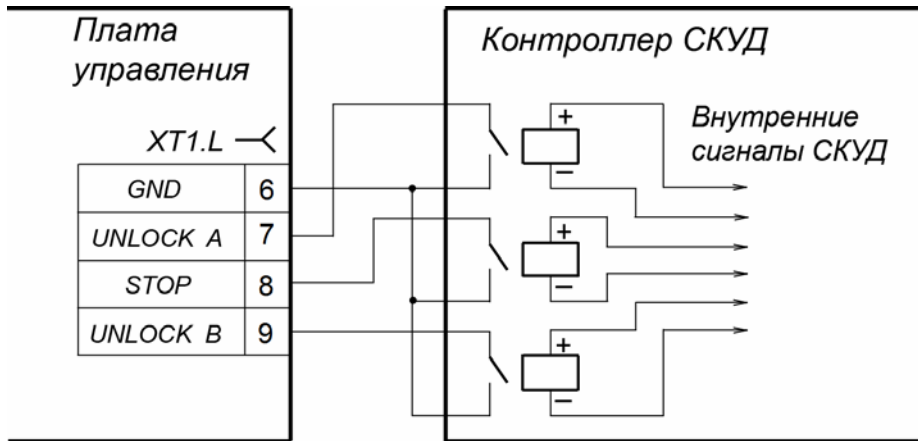 Плата
управления
Контроллер СКУД
XT1.L
Внутренние
сигналы СКУД
GND 6
UNLOCK A 7
STOP 8
UNLOCK B 9
+
−
+
−
+
−